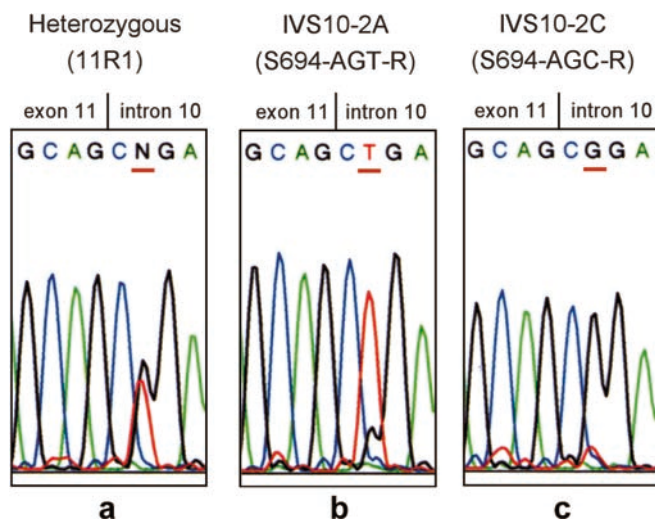 Heterozygous
(11R1)
exon 11 intron 10
G C A G C N G A
a
IVS10-2A
(S694-AGT-R)
exon 11 intron 10
G C A G C T G A
b
IVS10-2C
(S694-AGC-R)
exon 11 intron 10
G C A G C G G A
c